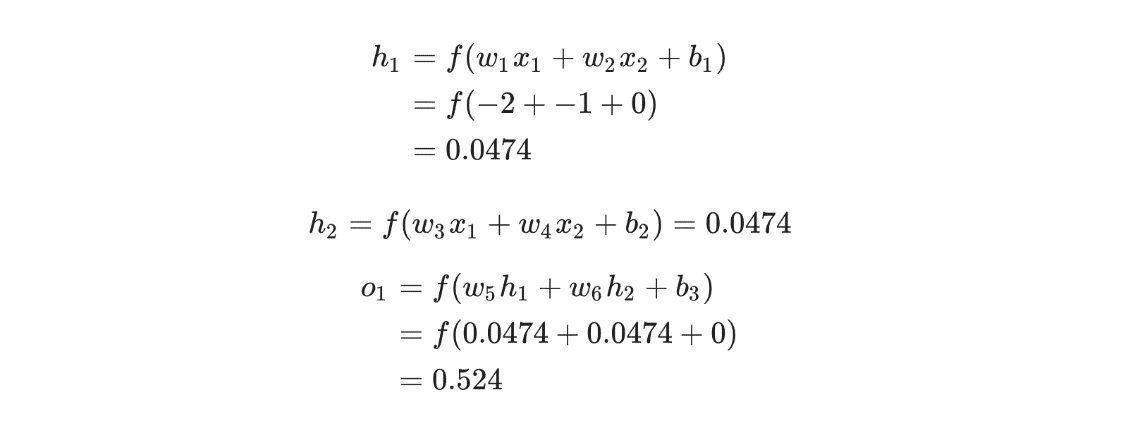 h₁ = f(w₁x₁ + w₂x₂ + b₁)
= f(−2 + −1 + 0)
= 0.0474
h₂ = f(w₃x₁ + w₄x₂ + b₂) = 0.0474
o₁ = f(w₅h₁ + w₆h₂ + b₃)
= f(0.0474 + 0.0474 + 0)
= 0.524